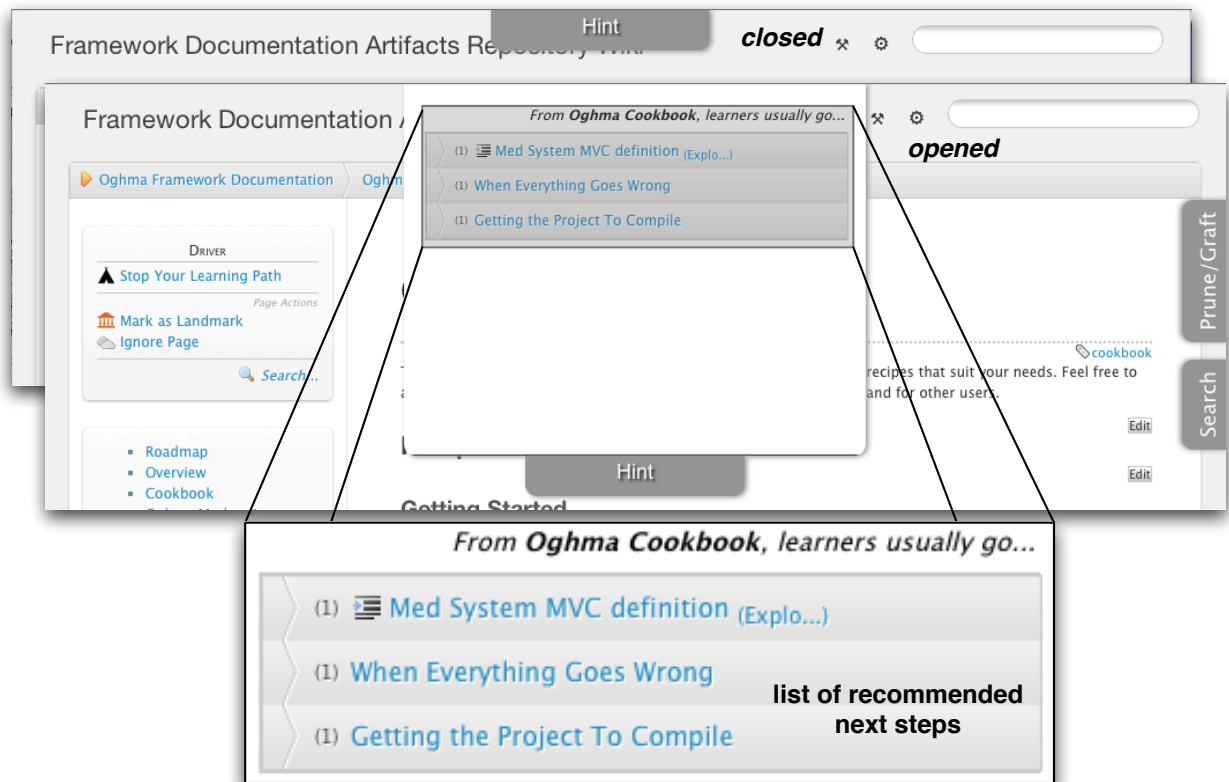 Hint
Framework Documentation Artifacts Repository Wiki
closed
Framework Documentation A
From Oghma Cookbook, learners usually go...
opened
(1) Med System MVC definition (Explo...)
Oghma Framework Documentation
Oghm
(1) When Everything Goes Wrong
(1) Getting the Project To Compile
Prune/Graft
DRIVER
Stop Your Learning Path
Page Actions
Mark as Landmark
Ignore Page
Search...
cookbook
recipes that suit your needs. Feel free to
and for other users.
Search
Edit
Roadmap
Overview
Cookbook
Hint
Edit
Getting Started
From Oghma Cookbook, learners usually go...
(1) Med System MVC definition (Explo...)
(1) When Everything Goes Wrong
list of recommended
next steps
(1) Getting the Project To Compile